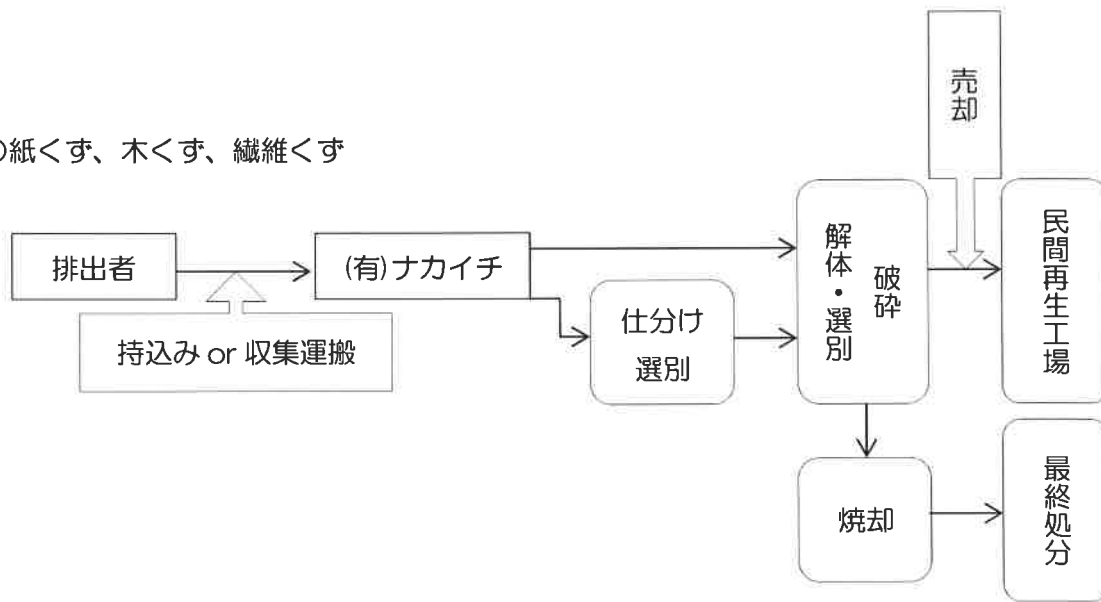 売却
紙くず、木くず、繊維くず
排出者
(有)ナカイチ
持込み or 収集運搬
仕分け
選別
破砕
解体・選別
民間再生工場
焼却
最終処分